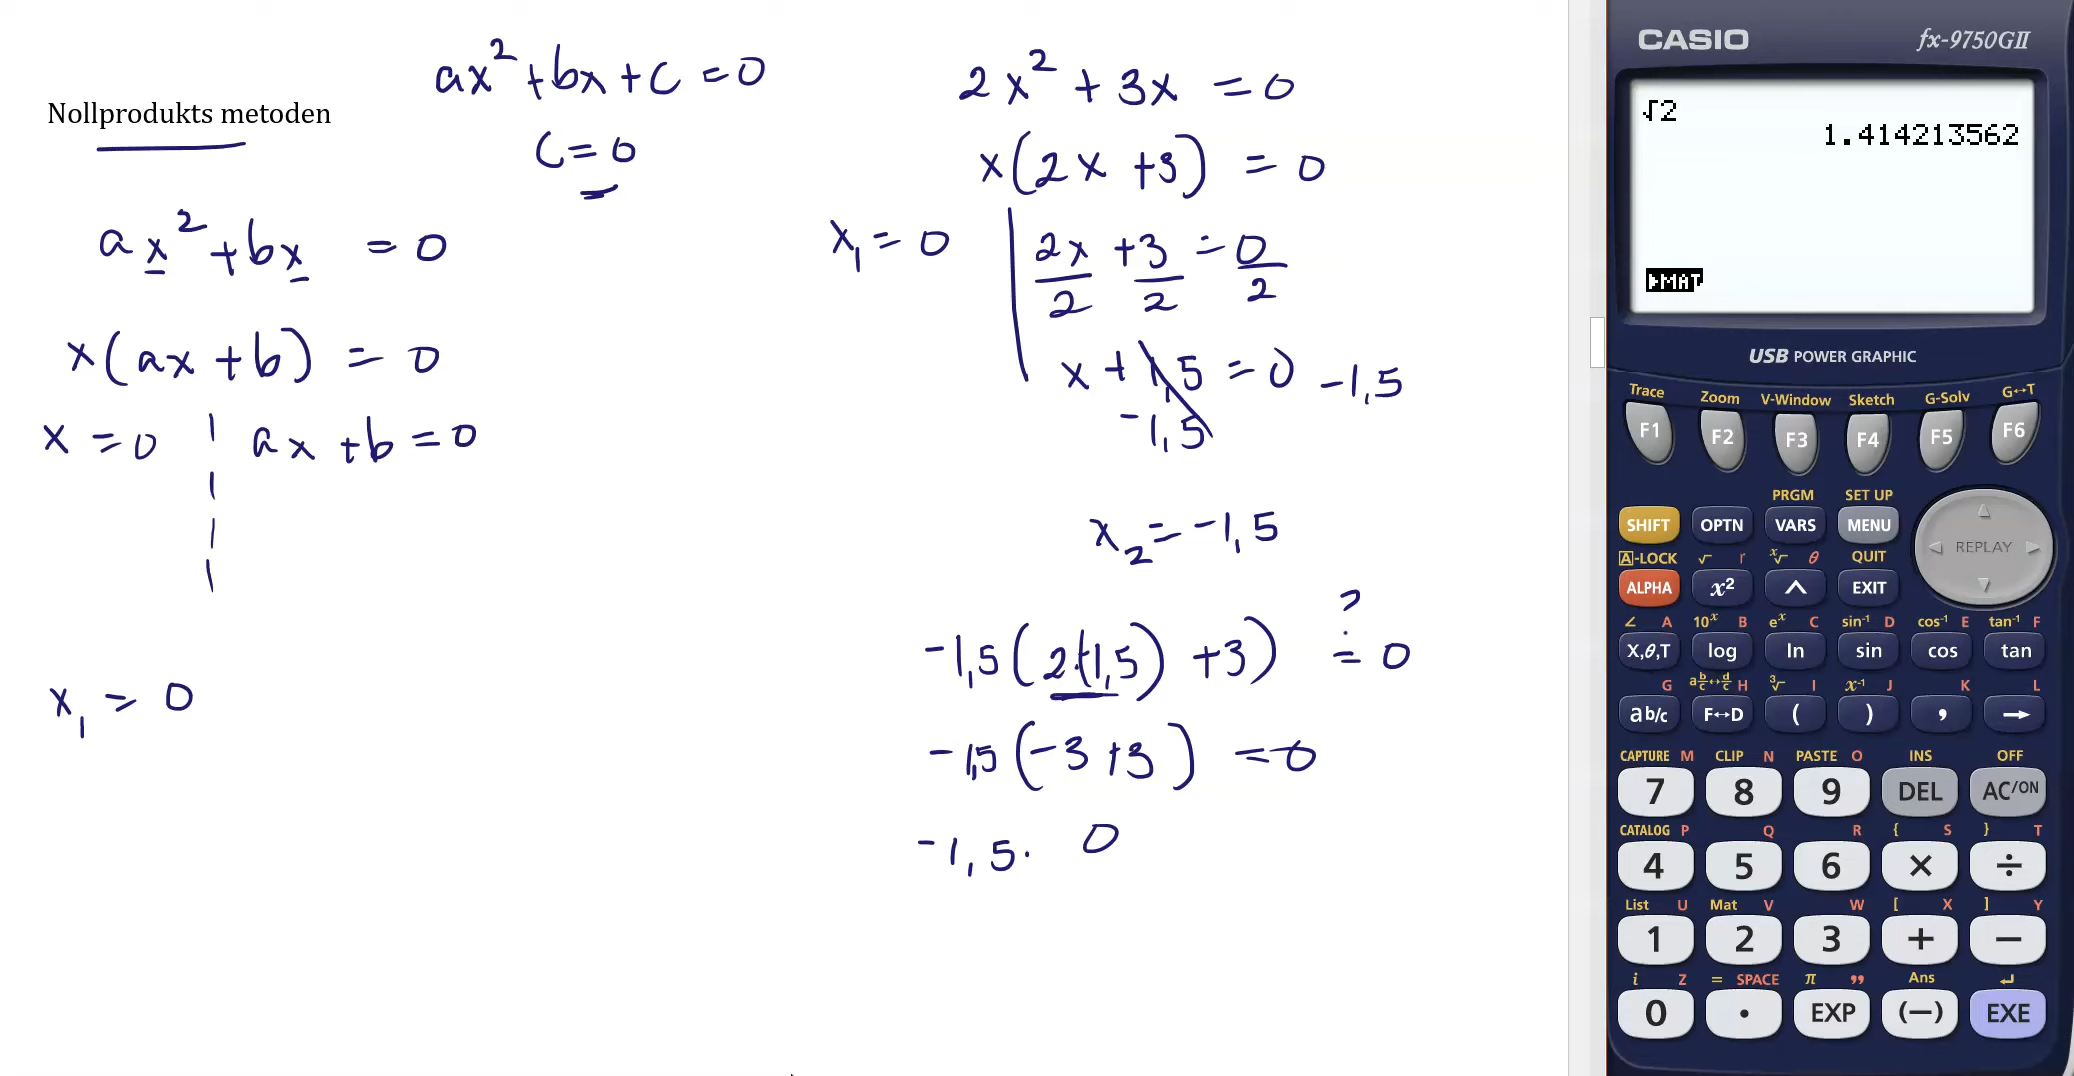 Nollprodukts metoden
ax² + bx + c = 0
c = 0
ax² + bx = 0
x(ax + b) = 0
x = 0 | ax + b = 0
x₁ = 0
2x² + 3x = 0
x(2x + 3) = 0
x₁ = 0 | 2x/2 + 3/2 = 0/2
x + 1,5 = 0 -1,5
-1,5
x₂ = -1,5
-1,5(2·(-1,5) + 3) ?= 0
-1,5(-3 + 3) = 0
-1,5 · 0
CASIO fx-9750GII
√2
1.414213562
▶MAT
USB POWER GRAPHIC
Trace Zoom V-Window Sketch G-Solv G↔T
F1 F2 F3 F4 F5 F6
PRGM SET UP
SHIFT OPTN VARS MENU
REPLAY
A-LOCK √ r ˣ√ θ QUIT
ALPHA x² ^ EXIT
∠ A 10ˣ B eˣ C sin⁻¹ D cos⁻¹ E tan⁻¹ F
X,θ,T log ln sin cos tan
G a b/c↔d/c H ³√ I x⁻¹ J K L
a b/c F↔D ( ) , →
CAPTURE M CLIP N PASTE O INS OFF
7 8 9 DEL AC/ON
CATALOG P Q R { S } T
4 5 6 × ÷
List U Mat V W [ X ] Y
1 2 3 + −
i Z = SPACE π " Ans ↵
0 · EXP (−) EXE